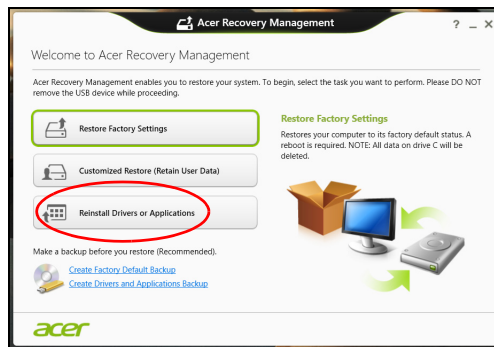 Acer Recovery Management
? _ X
Welcome to Acer Recovery Management
Acer Recovery Management enables you to restore your system. To begin, select the task you want to perform. Please DO NOT
remove the USB device while proceeding.
Restore Factory Settings
Customized Restore (Retain User Data)
Reinstall Drivers or Applications
Restore Factory Settings
Restores your computer to its factory default status. A
reboot is required. NOTE: All data on drive C will be
deleted.
Make a backup before you restore (Recommended).
Create Factory Default Backup
Create Drivers and Applications Backup
acer